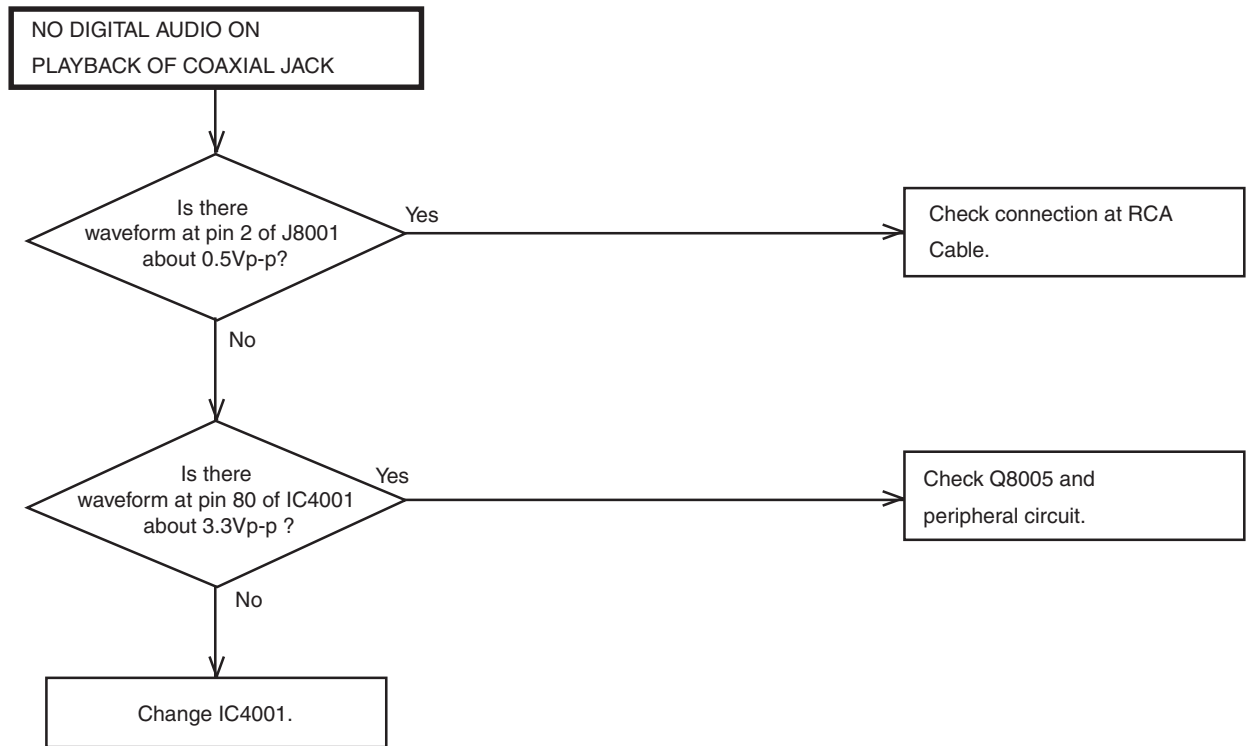 NO DIGITAL AUDIO ON
PLAYBACK OF COAXIAL JACK
Is there
waveform at pin 2 of J8001
about 0.5Vp-p?
Yes
Check connection at RCA
Cable.
No
Is there
waveform at pin 80 of IC4001
about 3.3Vp-p ?
Yes
Check Q8005 and
peripheral circuit.
No
Change IC4001.